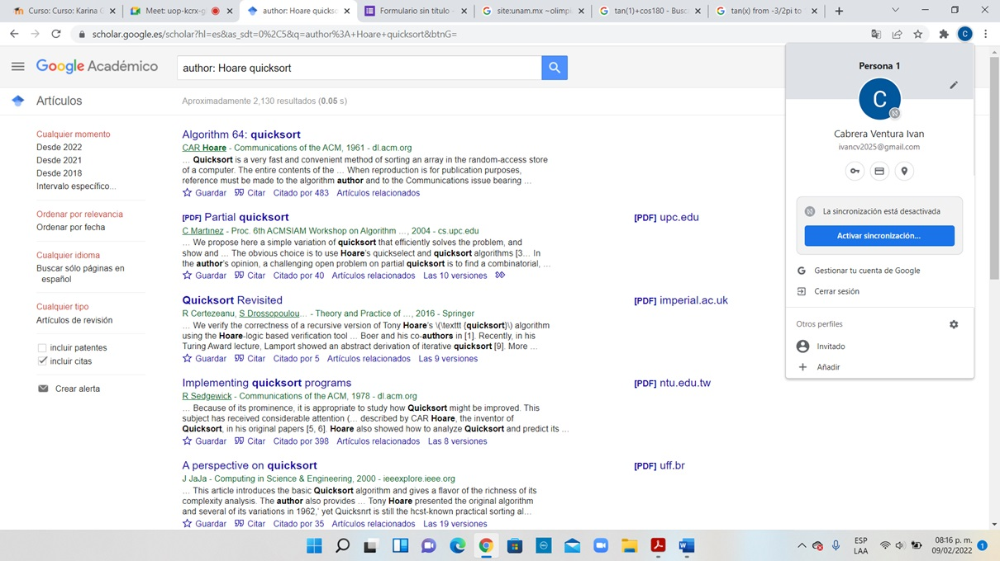 Curso: Curso: Karina G
Meet: uop-kcrx-g
author: Hoare quickso
Formulario sin título -
site:unam.mx ~olimpi
tan(1)+cos180 - Busc
tan(x) from -3/2pi to
scholar.google.es/scholar?hl=es&as_sdt=0%2C5&q=author%3A+Hoare+quicksort&btnG=
C
Google Académico
author: Hoare quicksort
Artículos
Aproximadamente 2,130 resultados (0.05 s)
Cualquier momento
Desde 2022
Desde 2021
Desde 2018
Intervalo específico...
Ordenar por relevancia
Ordenar por fecha
Cualquier idioma
Buscar sólo páginas en
español
Cualquier tipo
Artículos de revisión
incluir patentes
incluir citas
Crear alerta
Algorithm 64: quicksort
CAR Hoare - Communications of the ACM, 1961 - dl.acm.org
... Quicksort is a very fast and convenient method of sorting an array in the random-access store
of a computer. The entire contents of the ... When reproduction is for publication purposes,
reference must be made to the algorithm author and to the Communications issue bearing ...
Guardar Citar Citado por 483 Artículos relacionados
[PDF] Partial quicksort
C Martınez - Proc. 6th ACMSIAM Workshop on Algorithm ..., 2004 - cs.upc.edu
... We propose here a simple variation of quicksort that efficiently solves the problem, and
show and ... The obvious choice is to use Hoare's quickselect and quicksort algorithms [3... In
the author's opinion, a challenging open problem on partial quicksort is to find a combinatorial, ...
Guardar Citar Citado por 40 Artículos relacionados Las 10 versiones
[PDF] upc.edu
Quicksort Revisited
R Certezeanu, S Drossopoulou... - Theory and Practice of ..., 2016 - Springer
... We verify the correctness of a recursive version of Tony Hoare's \(\texttt {quicksort}\) algorithm
using the Hoare-logic based verification tool ... Boer and his co-authors in [1]. Recently, in his
Turing Award lecture, Lamport showed an abstract derivation of iterative quicksort [9]. More ...
Guardar Citar Citado por 5 Artículos relacionados Las 9 versiones
[PDF] imperial.ac.uk
Implementing quicksort programs
R Sedgewick - Communications of the ACM, 1978 - dl.acm.org
... Because of its prominence, it is appropriate to study how Quicksort might be improved. This
subject has received considerable attention (... described by CAR Hoare, the inventor of
Quicksort, in his original papers [5, 6]. Hoare also showed how to analyze Quicksort and predict its ...
Guardar Citar Citado por 398 Artículos relacionados Las 8 versiones
[PDF] ntu.edu.tw
A perspective on quicksort
J JaJa - Computing in Science & Engineering, 2000 - ieeexplore.ieee.org
... This article introduces the basic Quicksort algorithm and gives a flavor of the richness of its
complexity analysis. The author also provides ... Tony Hoare presented the original algorithm
and several of its variations in 1962,' yet Quicksnrt is still the hcst-known practical sorting al...
Guardar Citar Citado por 35 Artículos relacionados Las 19 versiones
[PDF] uff.br
Persona 1
C
Cabrera Ventura Ivan
ivancv2025@gmail.com
La sincronización está desactivada
Activar sincronización...
Gestionar tu cuenta de Google
Cerrar sesión
Otros perfiles
Invitado
Añadir
ESP
LAA
08:16 p. m.
09/02/2022
1